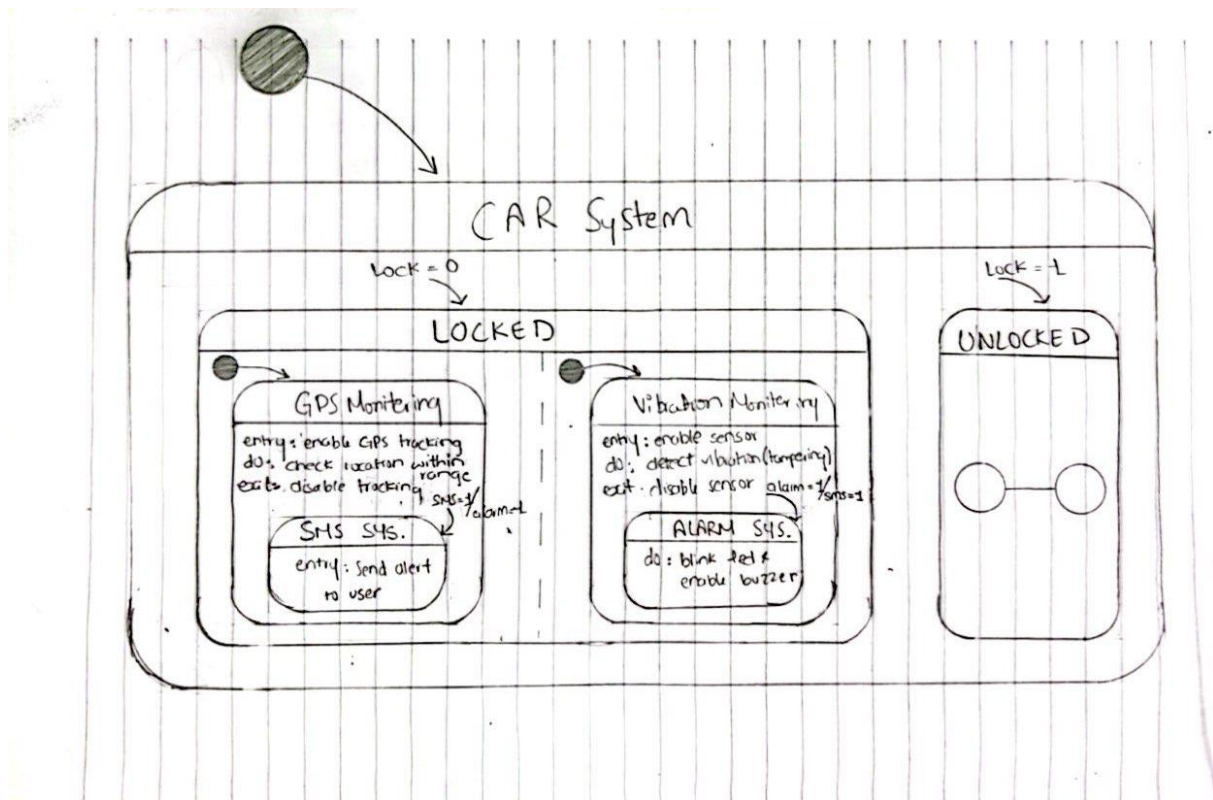 CAR System
LOCK = 0
LOCK = 1
LOCKED
UNLOCKED
GPS Monitering
entry: enable GPS tracking
do: check location within
range
exit: disable tracking
SMS=1/alarm=1
SMS SYS.
entry: Send alert
to user
Vibration Monitering
entry: enable sensor
do: detect vibration(tampering)
exit: disable sensor
alarm=1/sms=1
ALARM SYS.
do: blink led &
enable buzzer